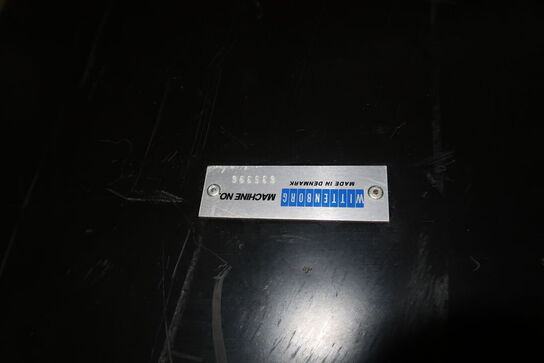 WITTENBORG MACHINE NO.
MADE IN DENMARK